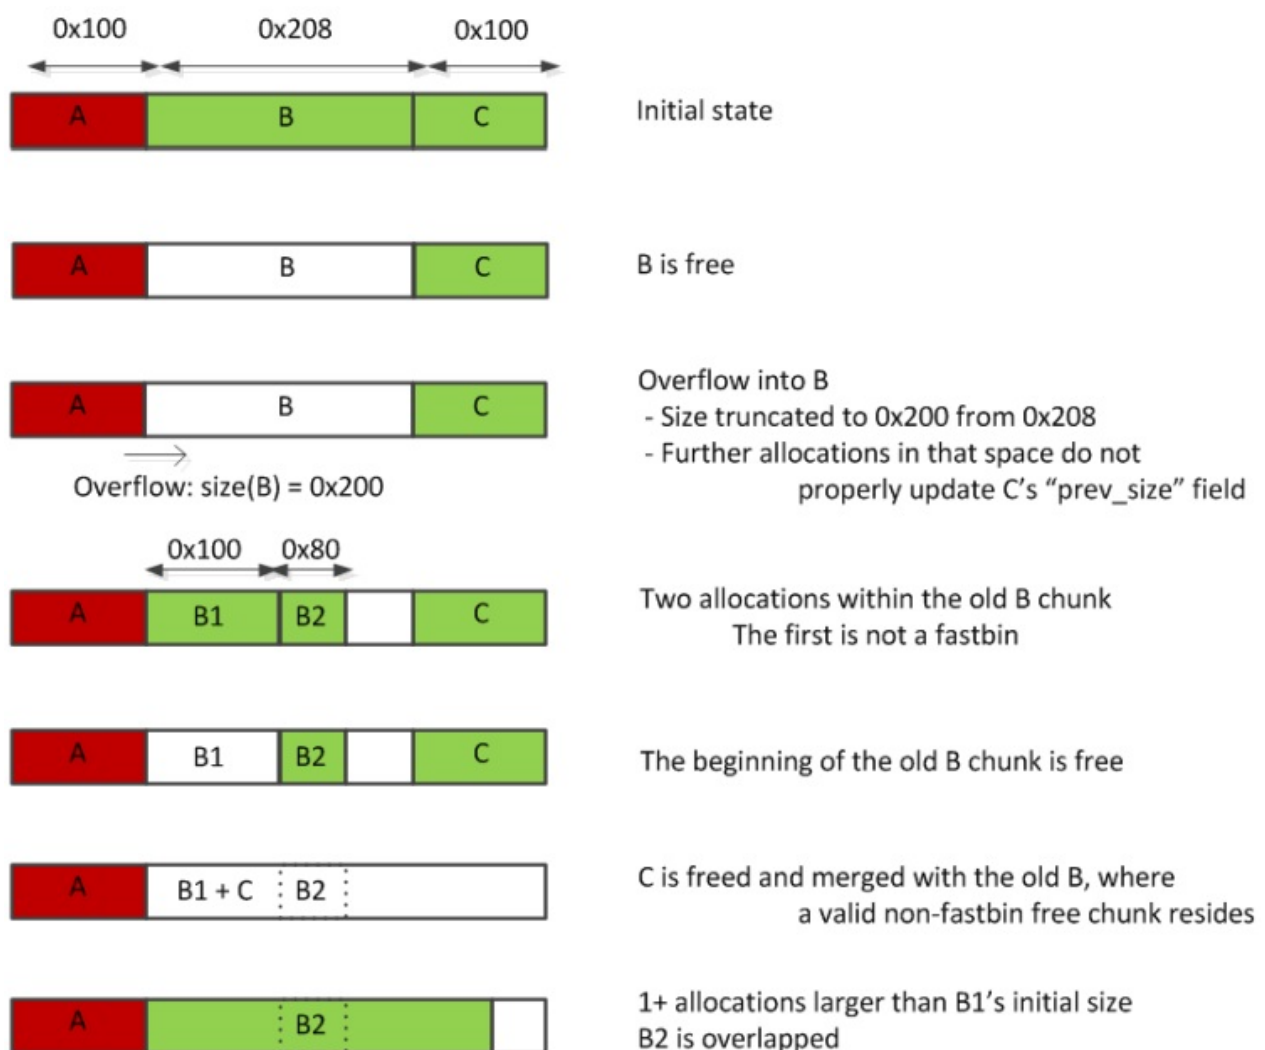 0x100 0x208 0x100
A B C Initial state
A B C B is free
Overflow into B
A B C - Size truncated to 0x200 from 0x208
- Further allocations in that space do not
Overflow: size(B) = 0x200 properly update C's “prev_size” field
0x100 0x80
A B1 B2 C Two allocations within the old B chunk
The first is not a fastbin
A B1 B2 C The beginning of the old B chunk is free
A B1 + C B2 C is freed and merged with the old B, where
a valid non-fastbin free chunk resides
A B2 1+ allocations larger than B1's initial size
B2 is overlapped